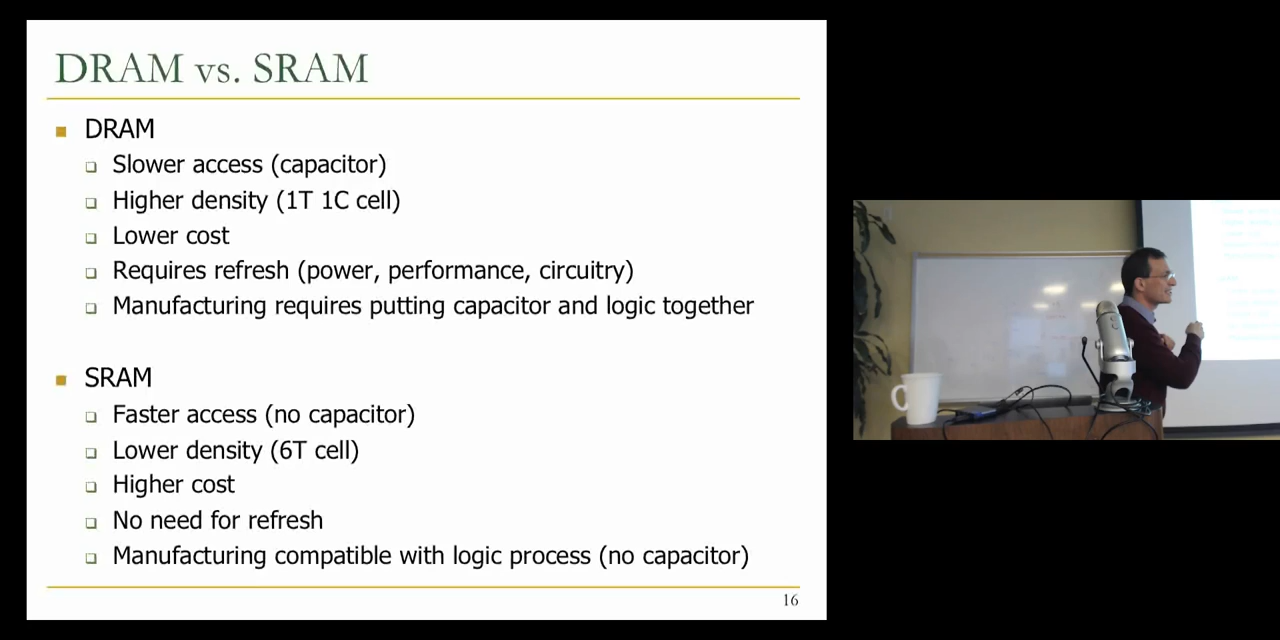 DRAM vs. SRAM
DRAM
Slower access (capacitor)
Higher density (1T 1C cell)
Lower cost
Requires refresh (power, performance, circuitry)
Manufacturing requires putting capacitor and logic together
SRAM
Faster access (no capacitor)
Lower density (6T cell)
Higher cost
No need for refresh
Manufacturing compatible with logic process (no capacitor)
16